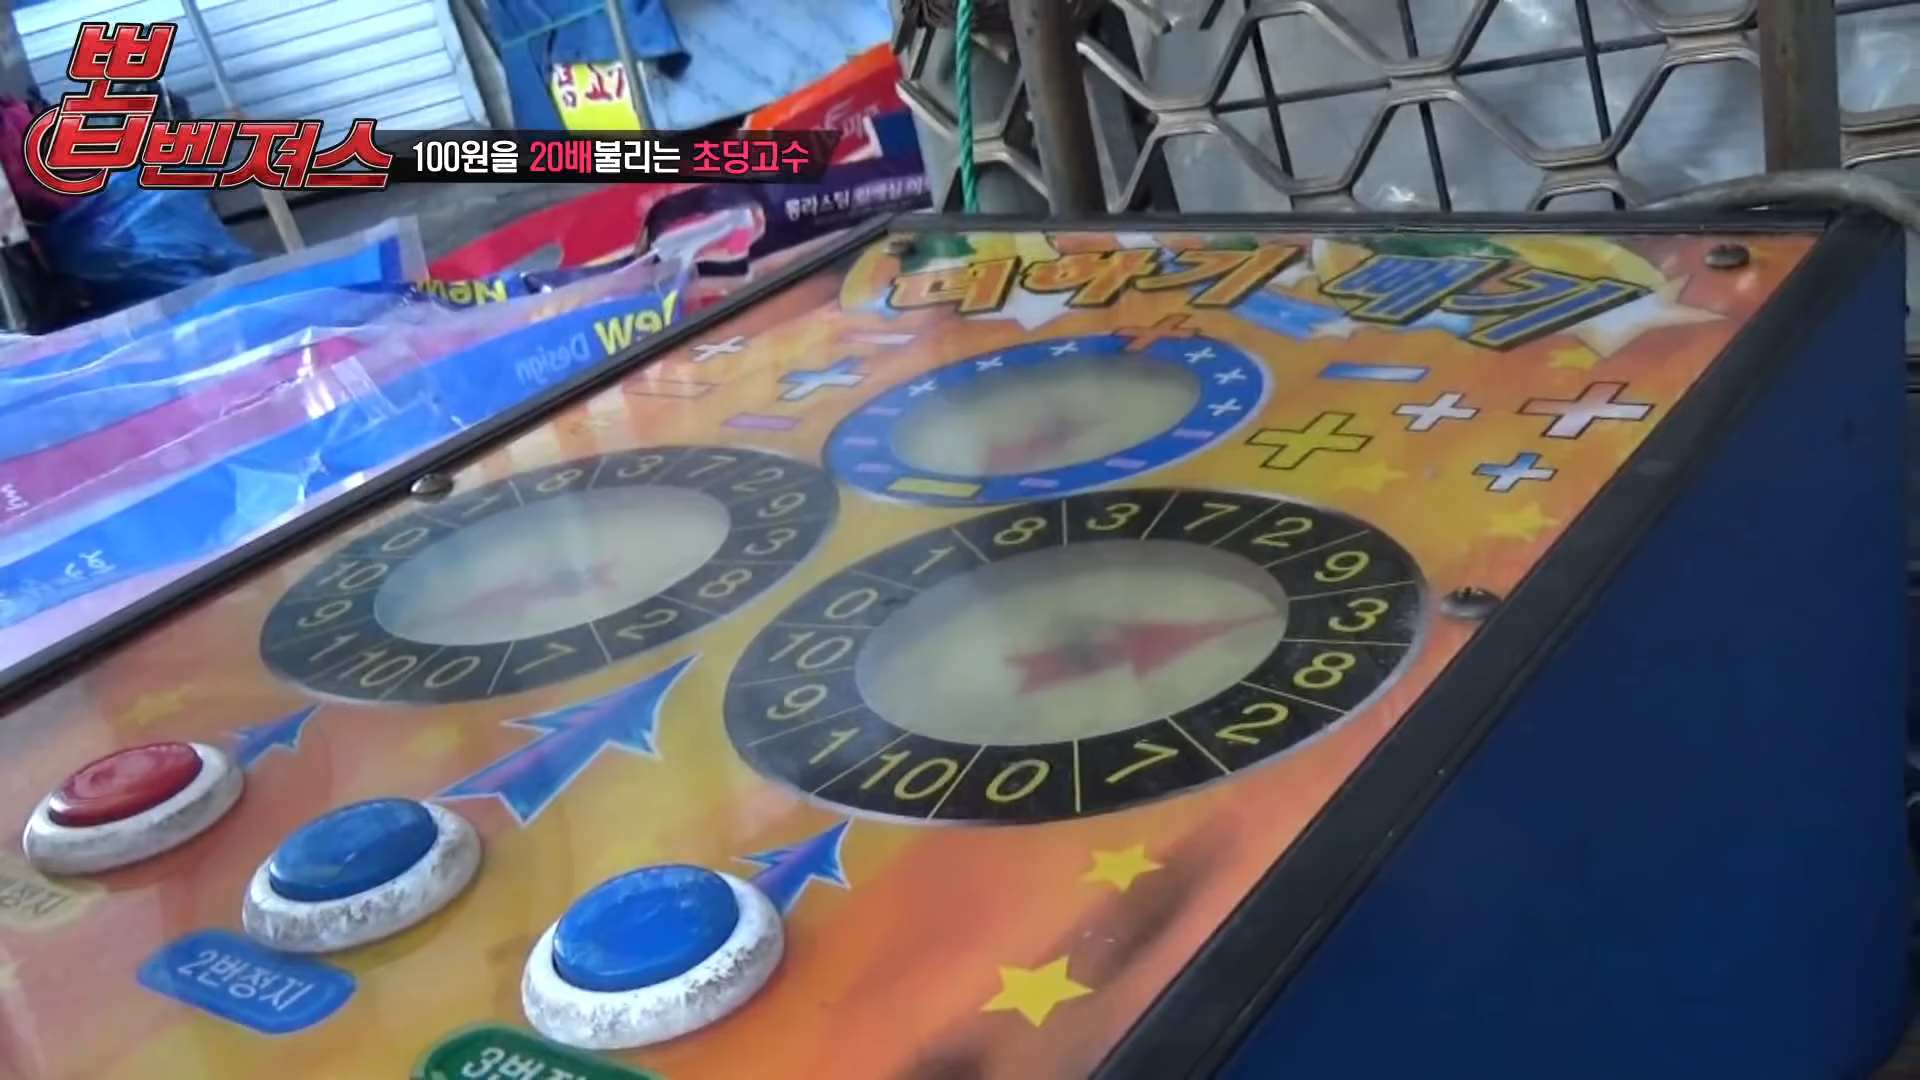 뽑벤져스
100원을 20배불리는 초딩고수
New
New
Design
더하기 빼기
8 3 7 2 9 3 8 2 7 0 10 1 9 10 0 1
8 3 7 2 9 3 8 2 7 0 10 1 9 10 0 1
2번정지